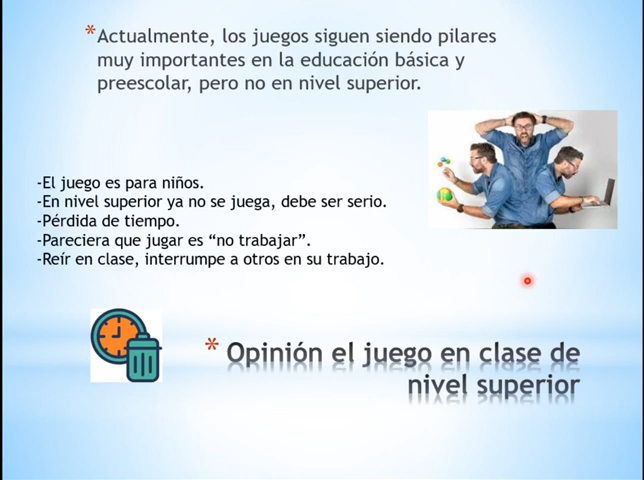 *Actualmente, los juegos siguen siendo pilares
muy importantes en la educación básica y
preescolar, pero no en nivel superior.
-El juego es para niños.
-En nivel superior ya no se juega, debe ser serio.
-Pérdida de tiempo.
-Pareciera que jugar es “no trabajar”.
-Reír en clase, interrumpe a otros en su trabajo.
* Opinión el juego en clase de
nivel superior